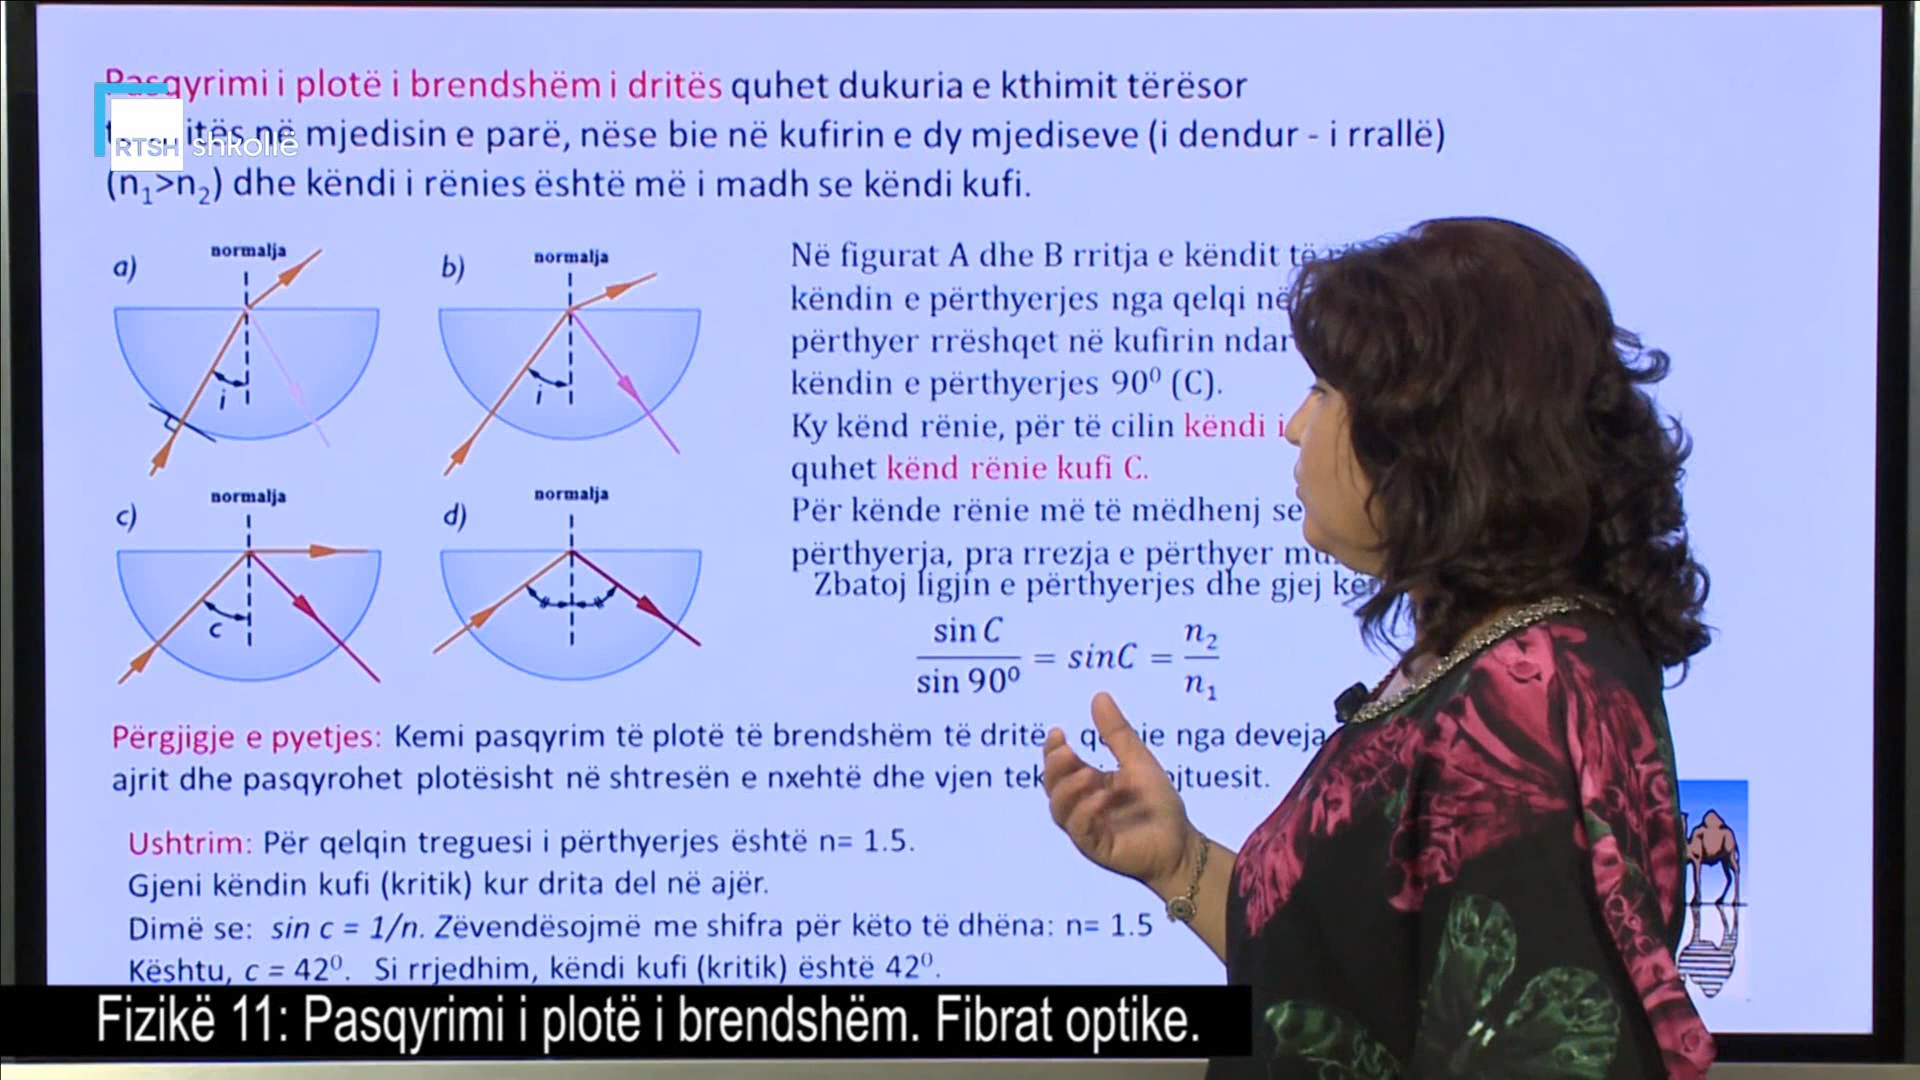 Pasqyrimi i plotë i brendshëm i dritës quhet dukuria e kthimit tërësor
në mjedisin e parë, nëse bie në kufirin e dy mjediseve (i dendur - i rrallë)
RTSH shkollë
(n₁>n₂) dhe këndi i rënies është më i madh se këndi kufi.
a) normalja
i
b) normalja
i
c) normalja
c
d) normalja
Në figurat A dhe B rritja e këndit të
këndin e përthyerjes nga qelqi në
përthyer rrëshqet në kufirin
këndin e përthyerjes 90⁰ (C).
Ky kënd rënie, për të cilin këndi i
quhet kënd rënie kufi C.
Për kënde rënie më të mëdhenj se
përthyerja, pra rrezja e përthyer
Zbatoj ligjin e përthyerjes dhe gjej
sin C / sin 90⁰ = sinC = n₂ / n₁
Përgjigje e pyetjes: Kemi pasqyrim të plotë të brendshëm të nga deveja
ajrit dhe pasqyrohet plotësisht në shtresën e nxehtë dhe vjen
Ushtrim: Për qelqin treguesi i përthyerjes është n= 1.5.
Gjeni këndin kufi (kritik) kur drita del në ajër.
Dimë se: sin c = 1/n. Zëvendësojmë me shifra për këto të dhëna: n= 1.5
Kështu, c = 42⁰. Si rrjedhim, këndi kufi (kritik) është 42⁰.
Fizikë 11: Pasqyrimi i plotë i brendshëm. Fibrat optike.